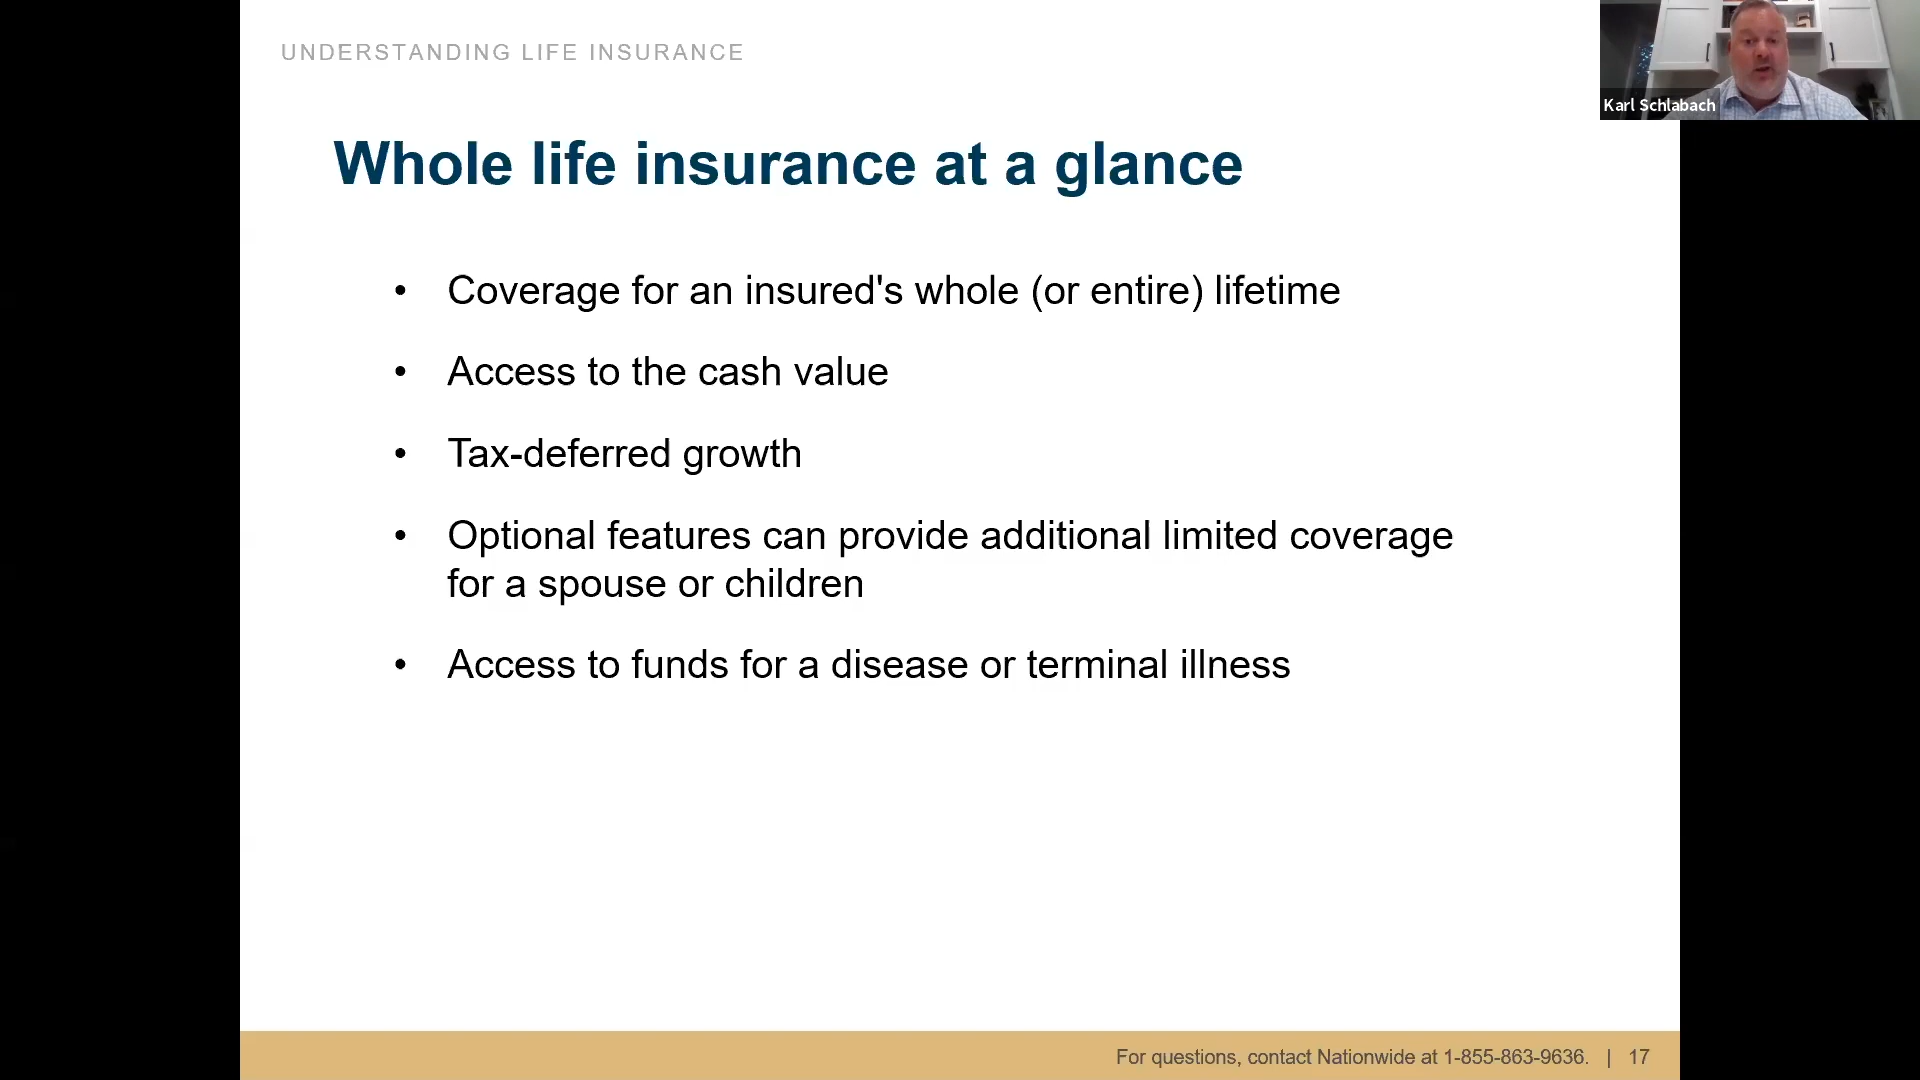 UNDERSTANDING LIFE INSURANCE
Karl Schlabach
Whole life insurance at a glance
• Coverage for an insured's whole (or entire) lifetime
• Access to the cash value
• Tax-deferred growth
• Optional features can provide additional limited coverage
for a spouse or children
• Access to funds for a disease or terminal illness
For questions, contact Nationwide at 1-855-863-9636. | 17